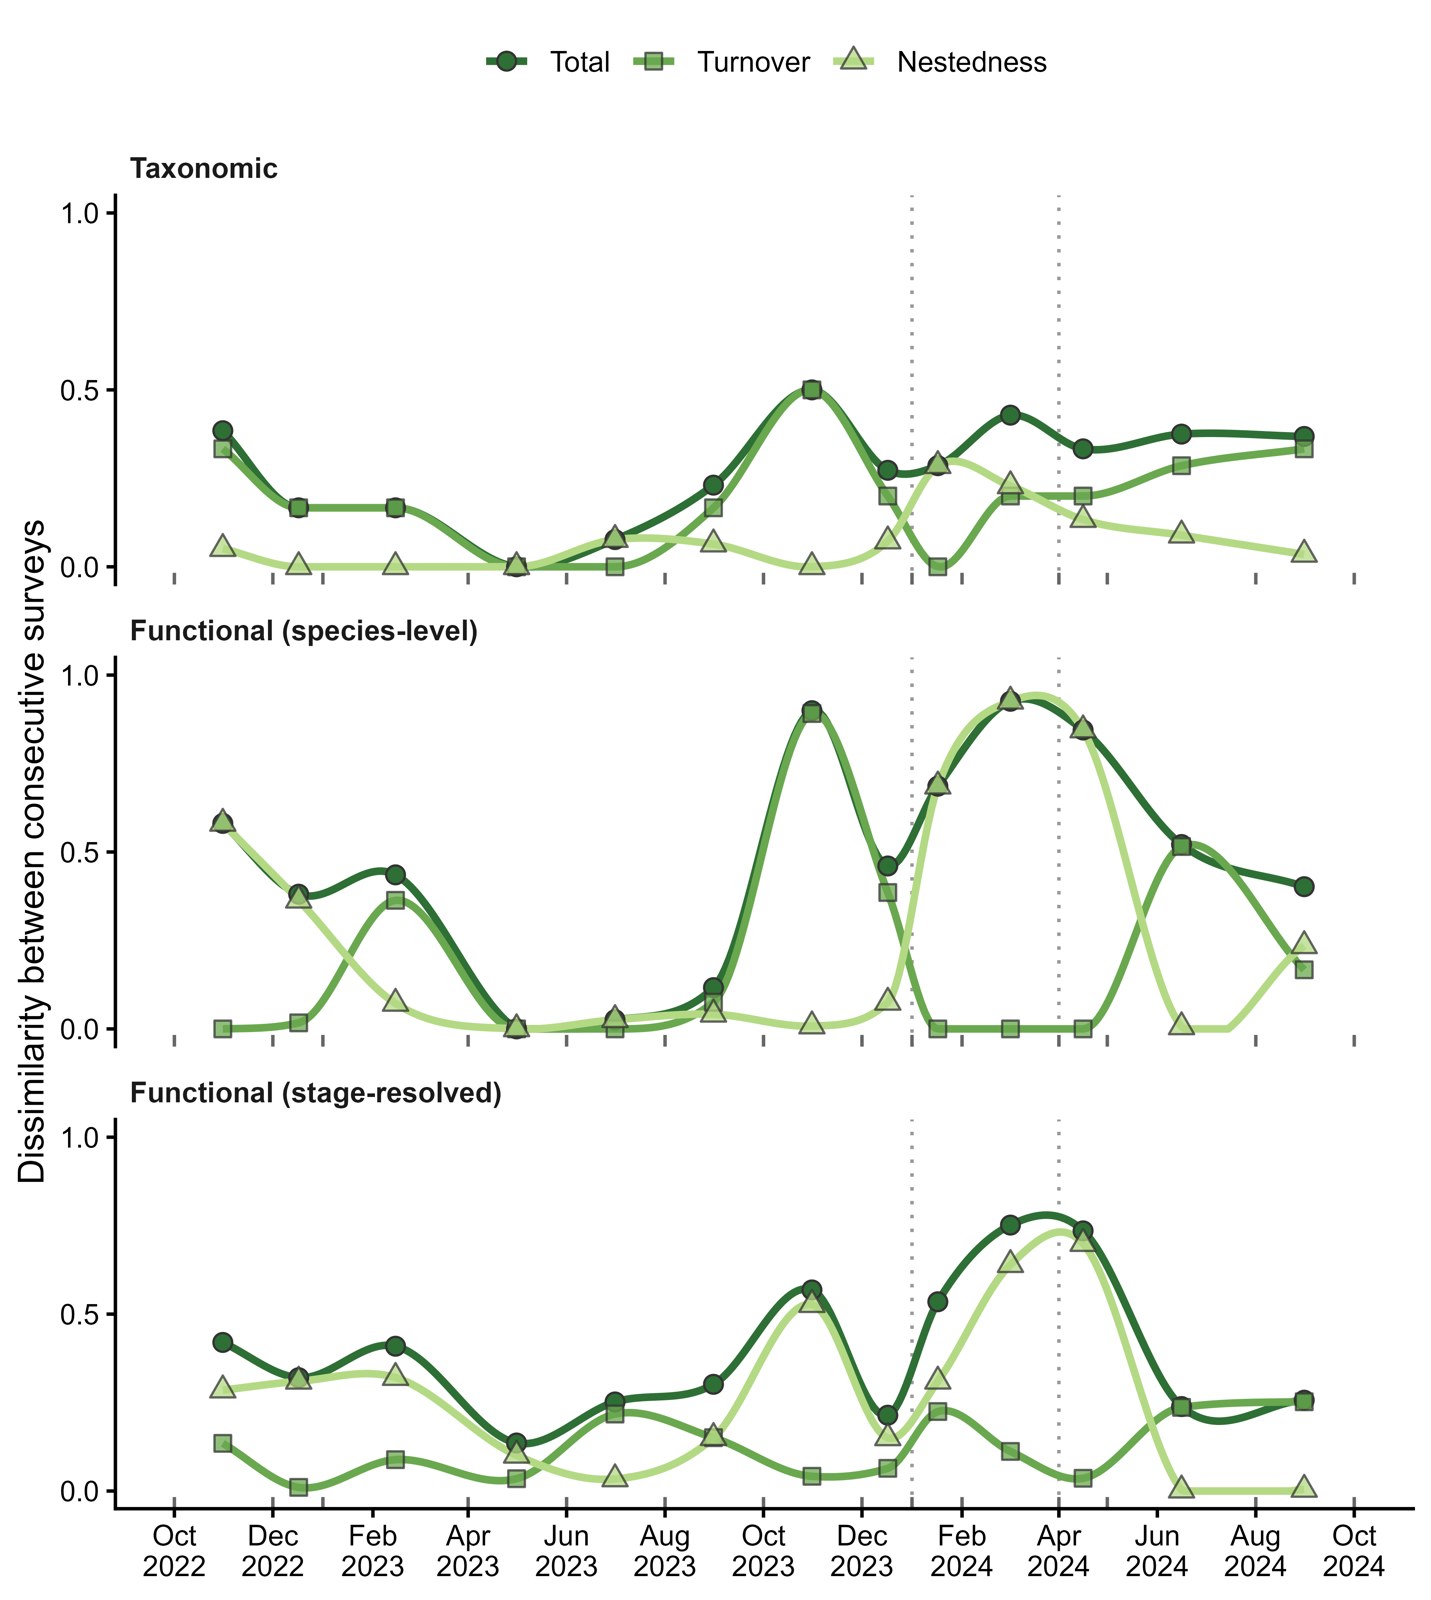 Total Turnover Nestedness
Taxonomic
1.0
0.5
0.0
Functional (species-level)
1.0
0.5
0.0
Functional (stage-resolved)
1.0
0.5
0.0
Dissimilarity between consecutive surveys
Oct Dec Feb Apr Jun Aug Oct Dec Feb Apr Jun Aug Oct
2022 2022 2023 2023 2023 2023 2023 2023 2024 2024 2024 2024 2024